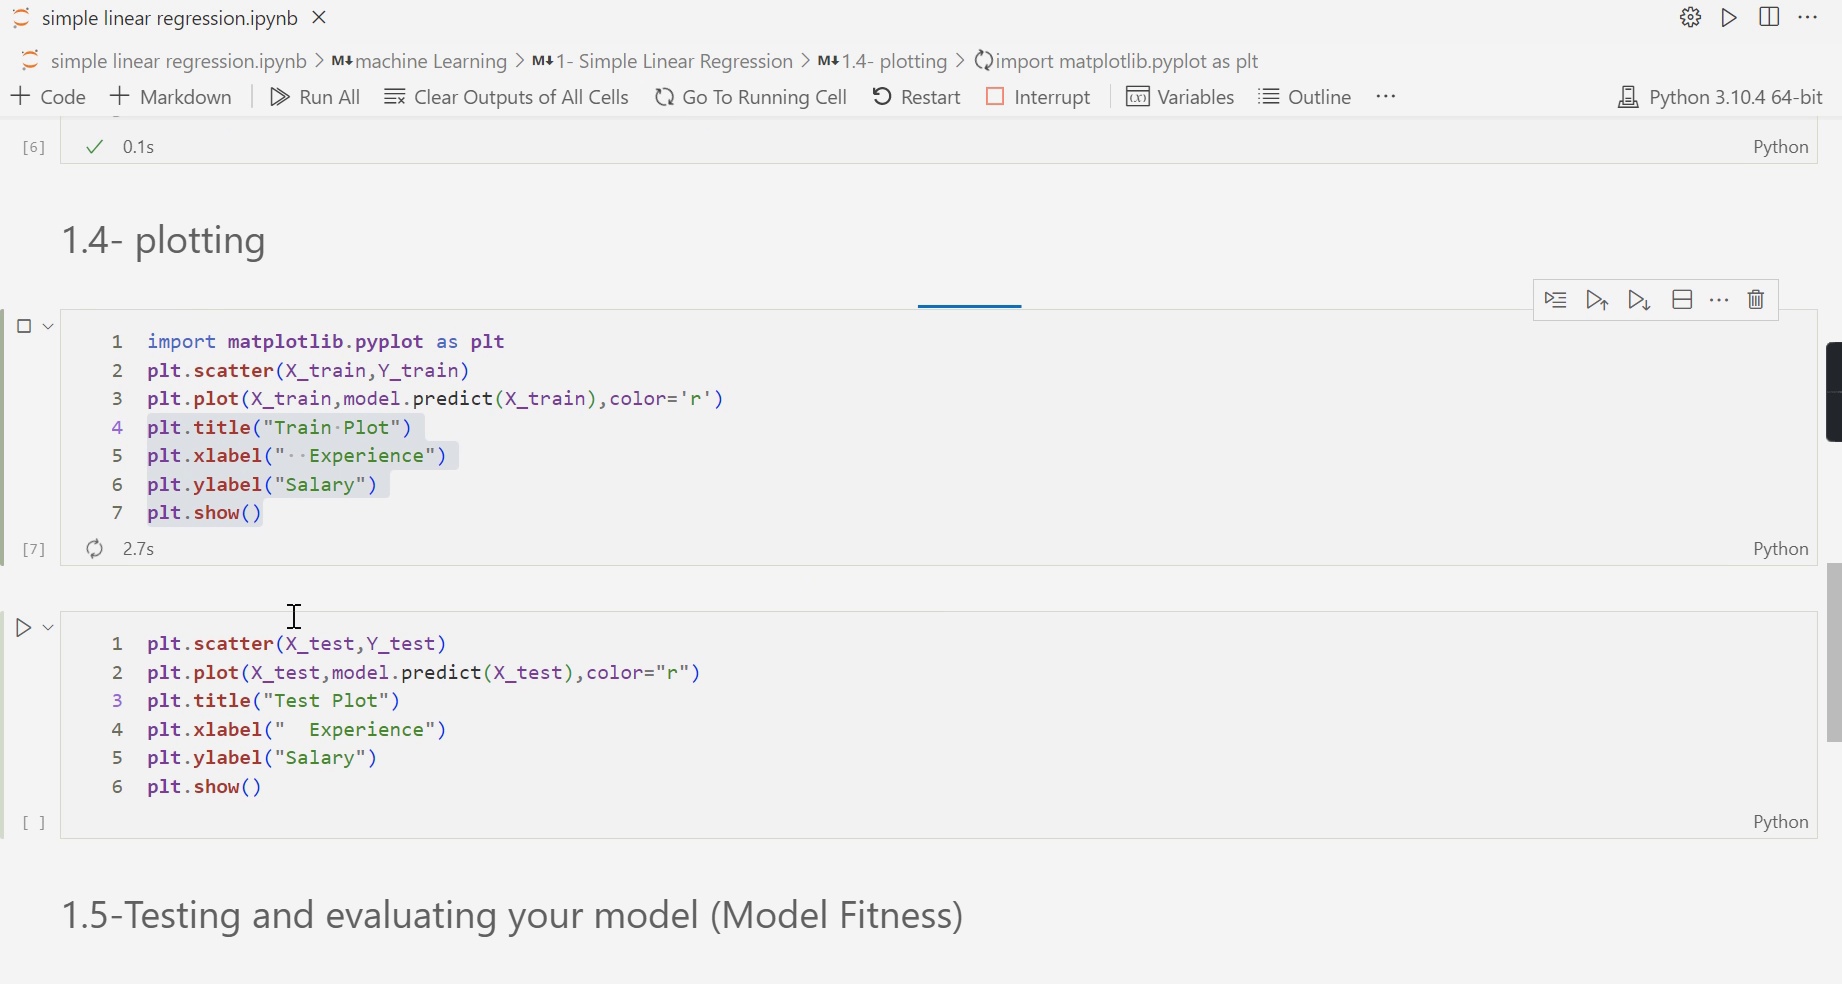 simple linear regression.ipynb
simple linear regression.ipynb > M↓ machine Learning > M↓ 1- Simple Linear Regression > M↓ 1.4- plotting > import matplotlib.pyplot as plt
Code Markdown Run All Clear Outputs of All Cells Go To Running Cell Restart Interrupt Variables Outline ... Python 3.10.4 64-bit
[6] 0.1s Python
1.4- plotting
1 import matplotlib.pyplot as plt
2 plt.scatter(X_train,Y_train)
3 plt.plot(X_train,model.predict(X_train),color='r')
4 plt.title("Train·Plot")
5 plt.xlabel("··Experience")
6 plt.ylabel("Salary")
7 plt.show()
[7] 2.7s Python
1 plt.scatter(X_test,Y_test)
2 plt.plot(X_test,model.predict(X_test),color="r")
3 plt.title("Test Plot")
4 plt.xlabel("  Experience")
5 plt.ylabel("Salary")
6 plt.show()
[ ] Python
1.5-Testing and evaluating your model (Model Fitness)